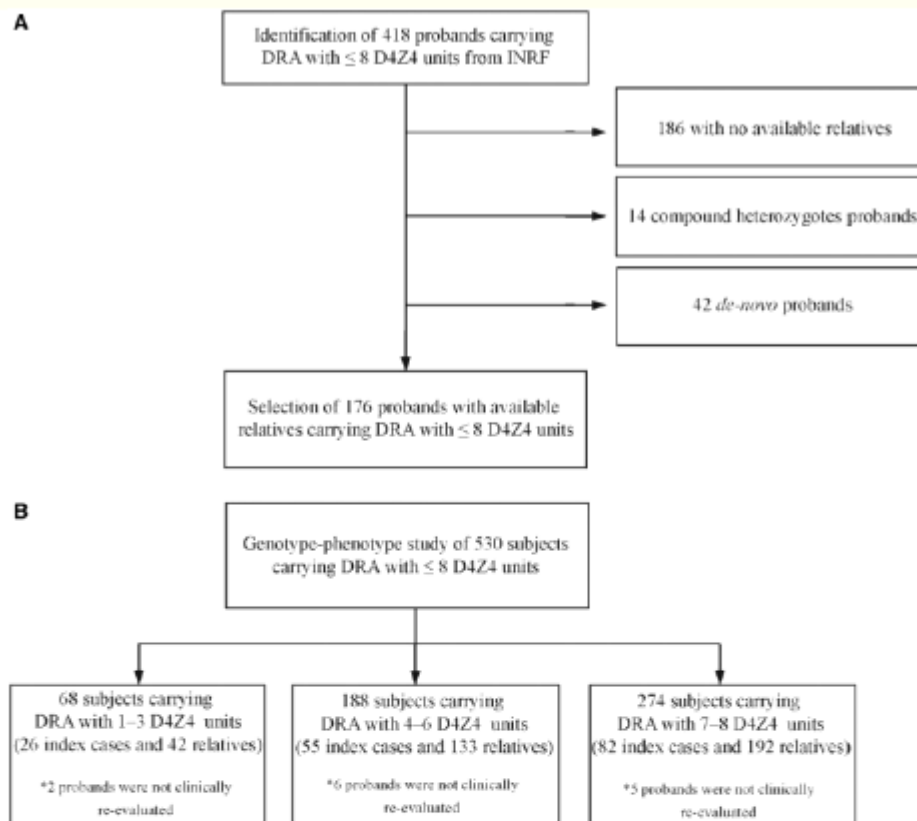 A
Identification of 418 probands carrying
DRA with ≤ 8 D4Z4 units from INRF
186 with no available relatives
14 compound heterozygotes probands
42 de-novo probands
Selection of 176 probands with available
relatives carrying DRA with ≤ 8 D4Z4 units
B
Genotype-phenotype study of 530 subjects
carrying DRA with ≤ 8 D4Z4 units
68 subjects carrying
DRA with 1–3 D4Z4 units
(26 index cases and 42 relatives)
*2 probands were not clinically
re-evaluated
188 subjects carrying
DRA with 4–6 D4Z4 units
(55 index cases and 133 relatives)
*6 probands were not clinically
re-evaluated
274 subjects carrying
DRA with 7–8 D4Z4 units
(82 index cases and 192 relatives)
*5 probands were not clinically
re-evaluated